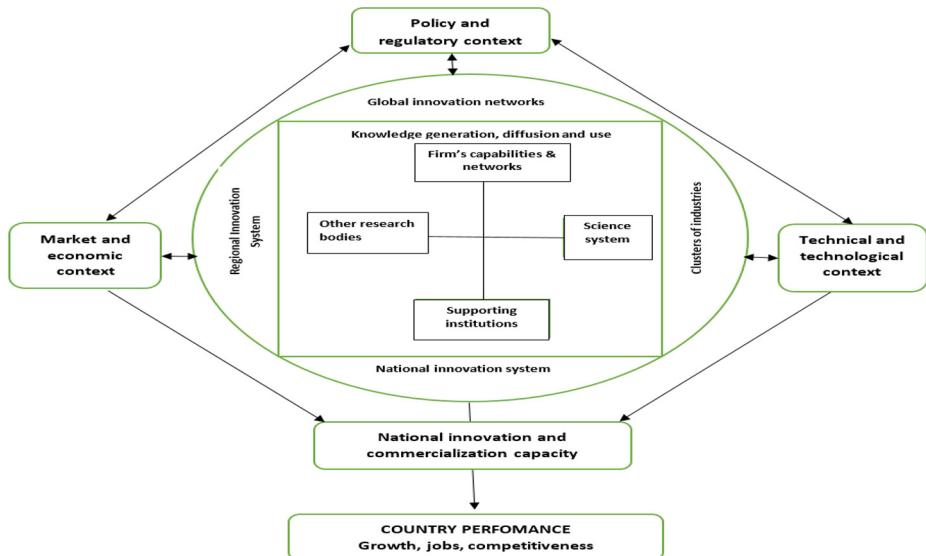 Policy and
regulatory context
Global innovation networks
Knowledge generation, diffusion and use
Firm's capabilities &
networks
Regional Innovation
System
Other research
bodies
Science
system
Clusters of industries
Market and
economic
context
Technical and
technological
context
Supporting
institutions
National innovation system
National innovation and
commercialization capacity
COUNTRY PERFOMANCE
Growth, jobs, competitiveness